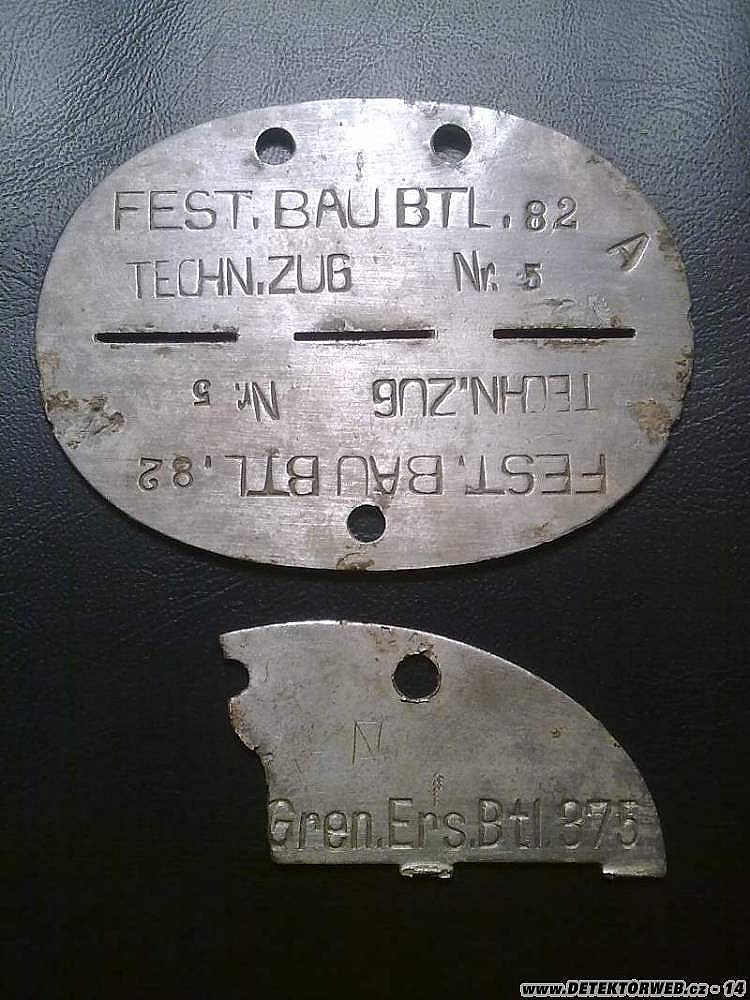 FEST. BAU BTL. 82
A
TECHN.ZUG Nr. 5
TECHN.ZUG Nr. 5
FEST. BAU BTL. 82
N
Gren.Ers.Btl.375
www.DETEKTORWEB.cz - 14